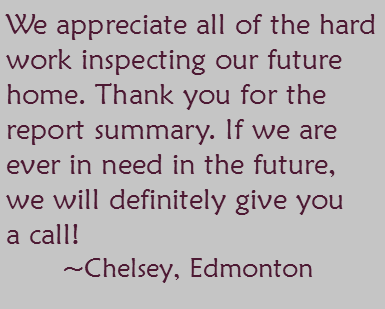 We appreciate all of the hard
work inspecting our future
home. Thank you for the
report summary. If we are
ever in need in the future,
we will definitely give you
a call!
~Chelsey, Edmonton